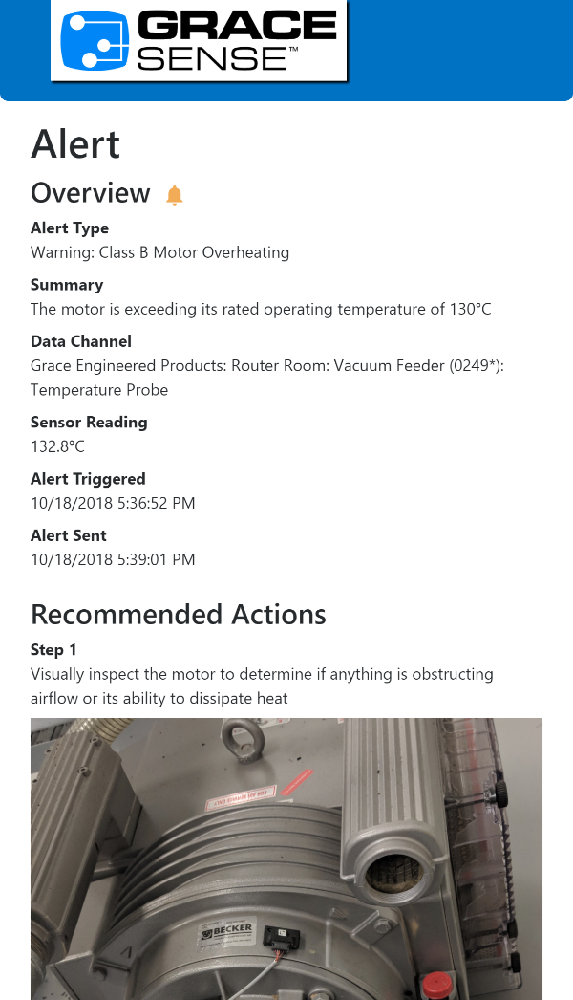 GRACE
SENSE™
Alert
Overview
Alert Type
Warning: Class B Motor Overheating
Summary
The motor is exceeding its rated operating temperature of 130°C
Data Channel
Grace Engineered Products: Router Room: Vacuum Feeder (0249*):
Temperature Probe
Sensor Reading
132.8°C
Alert Triggered
10/18/2018 5:36:52 PM
Alert Sent
10/18/2018 5:39:01 PM
Recommended Actions
Step 1
Visually inspect the motor to determine if anything is obstructing
airflow or its ability to dissipate heat
BECKER